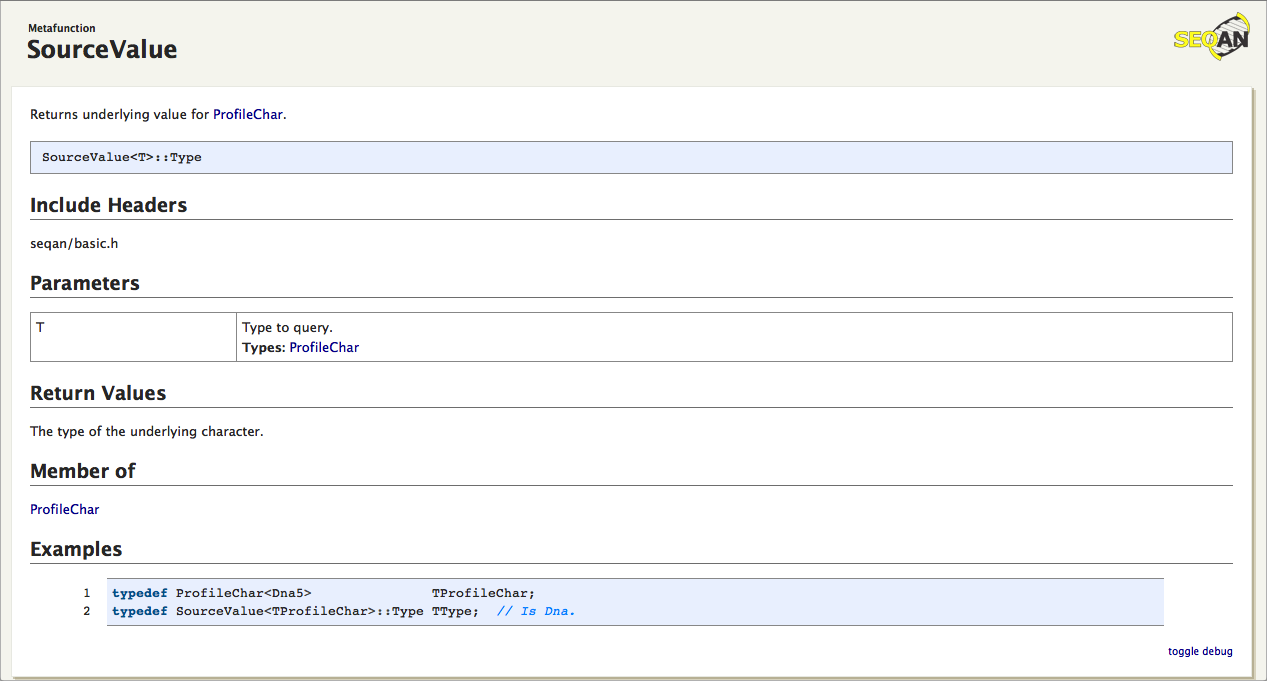 Metafunction
SourceValue
SEQAN
Returns underlying value for ProfileChar.
SourceValue<T>::Type
Include Headers
seqan/basic.h
Parameters
T
Type to query.
Types: ProfileChar
Return Values
The type of the underlying character.
Member of
ProfileChar
Examples
1 typedef ProfileChar<Dna5>               TProfileChar;
2 typedef SourceValue<TProfileChar>::Type TType;  // Is Dna.
toggle debug